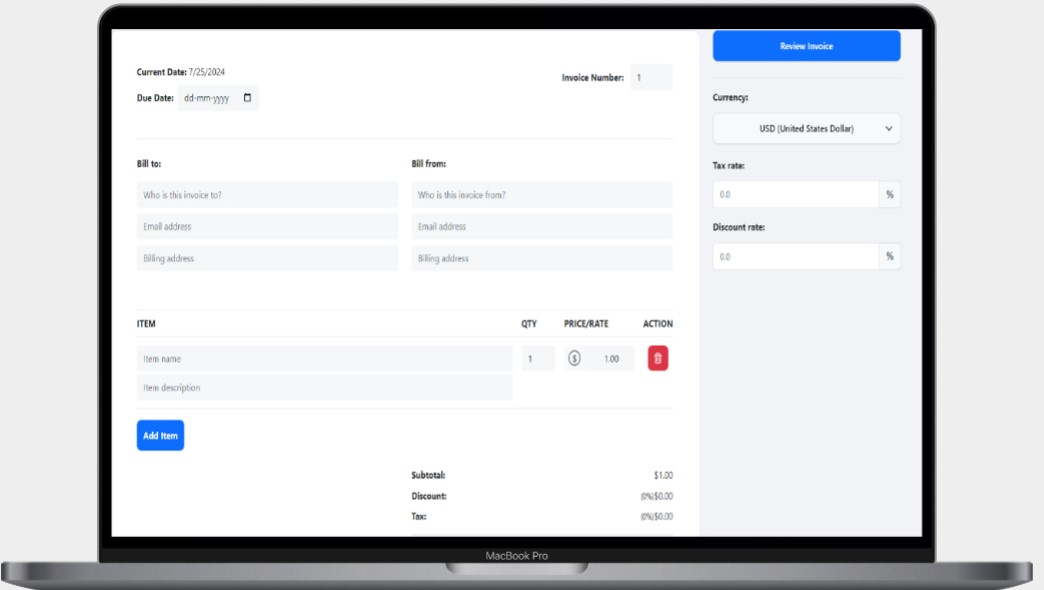 Review Invoice
Current Date: 7/25/2024
Invoice Number: 1
Due Date: dd-mm-yyyy
Currency:
USD (United States Dollar)
Bill to:
Bill from:
Tax rate:
Who is this invoice to?
Who is this invoice from?
0.0 %
Email address
Email address
Discount rate:
Billing address
Billing address
0.0 %
ITEM QTY PRICE/RATE ACTION
Item name 1 $ 1.00
Item description
Add Item
Subtotal: $1.00
Discount: (0%)$0.00
Tax: (0%)$0.00
MacBook Pro